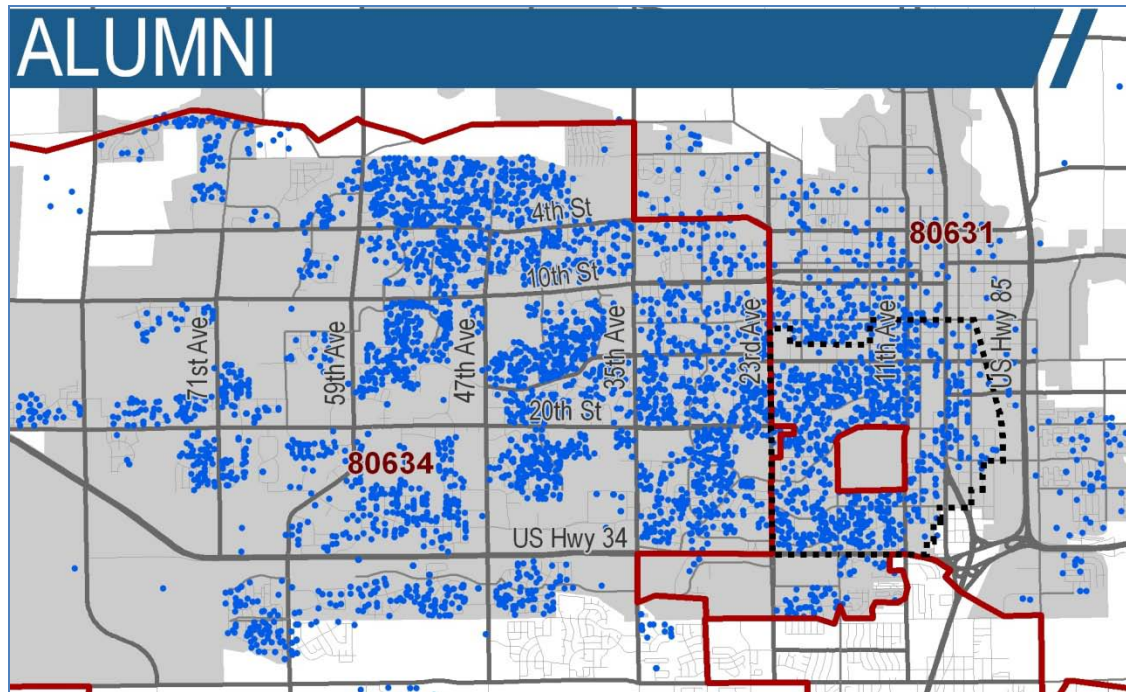 ALUMNI
4th St
80631
10th St
US Hwy 85
71st Ave
59th Ave
47th Ave
35th Ave
23rd Ave
11th Ave
20th St
80634
US Hwy 34